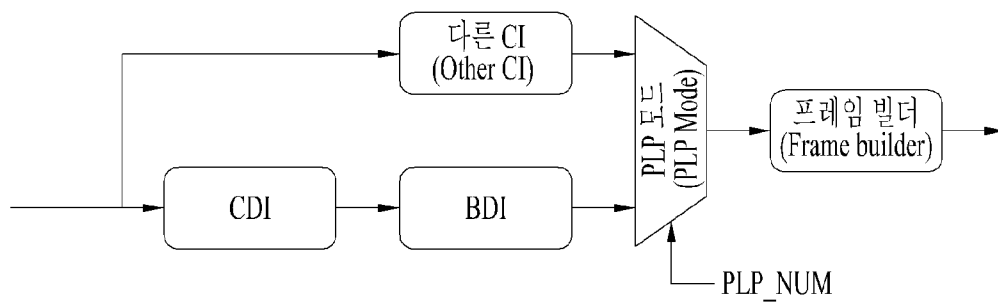 다른 CI
(Other CI)
PLP 모드
(PLP Mode)
프레임 빌더
(Frame builder)
CDI
BDI
PLP_NUM